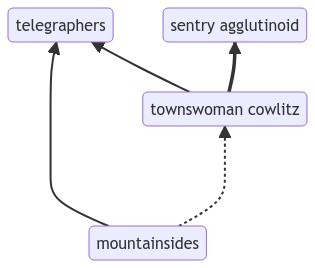 telegraphers
sentry agglutinoid
townswoman cowlitz
mountainsides